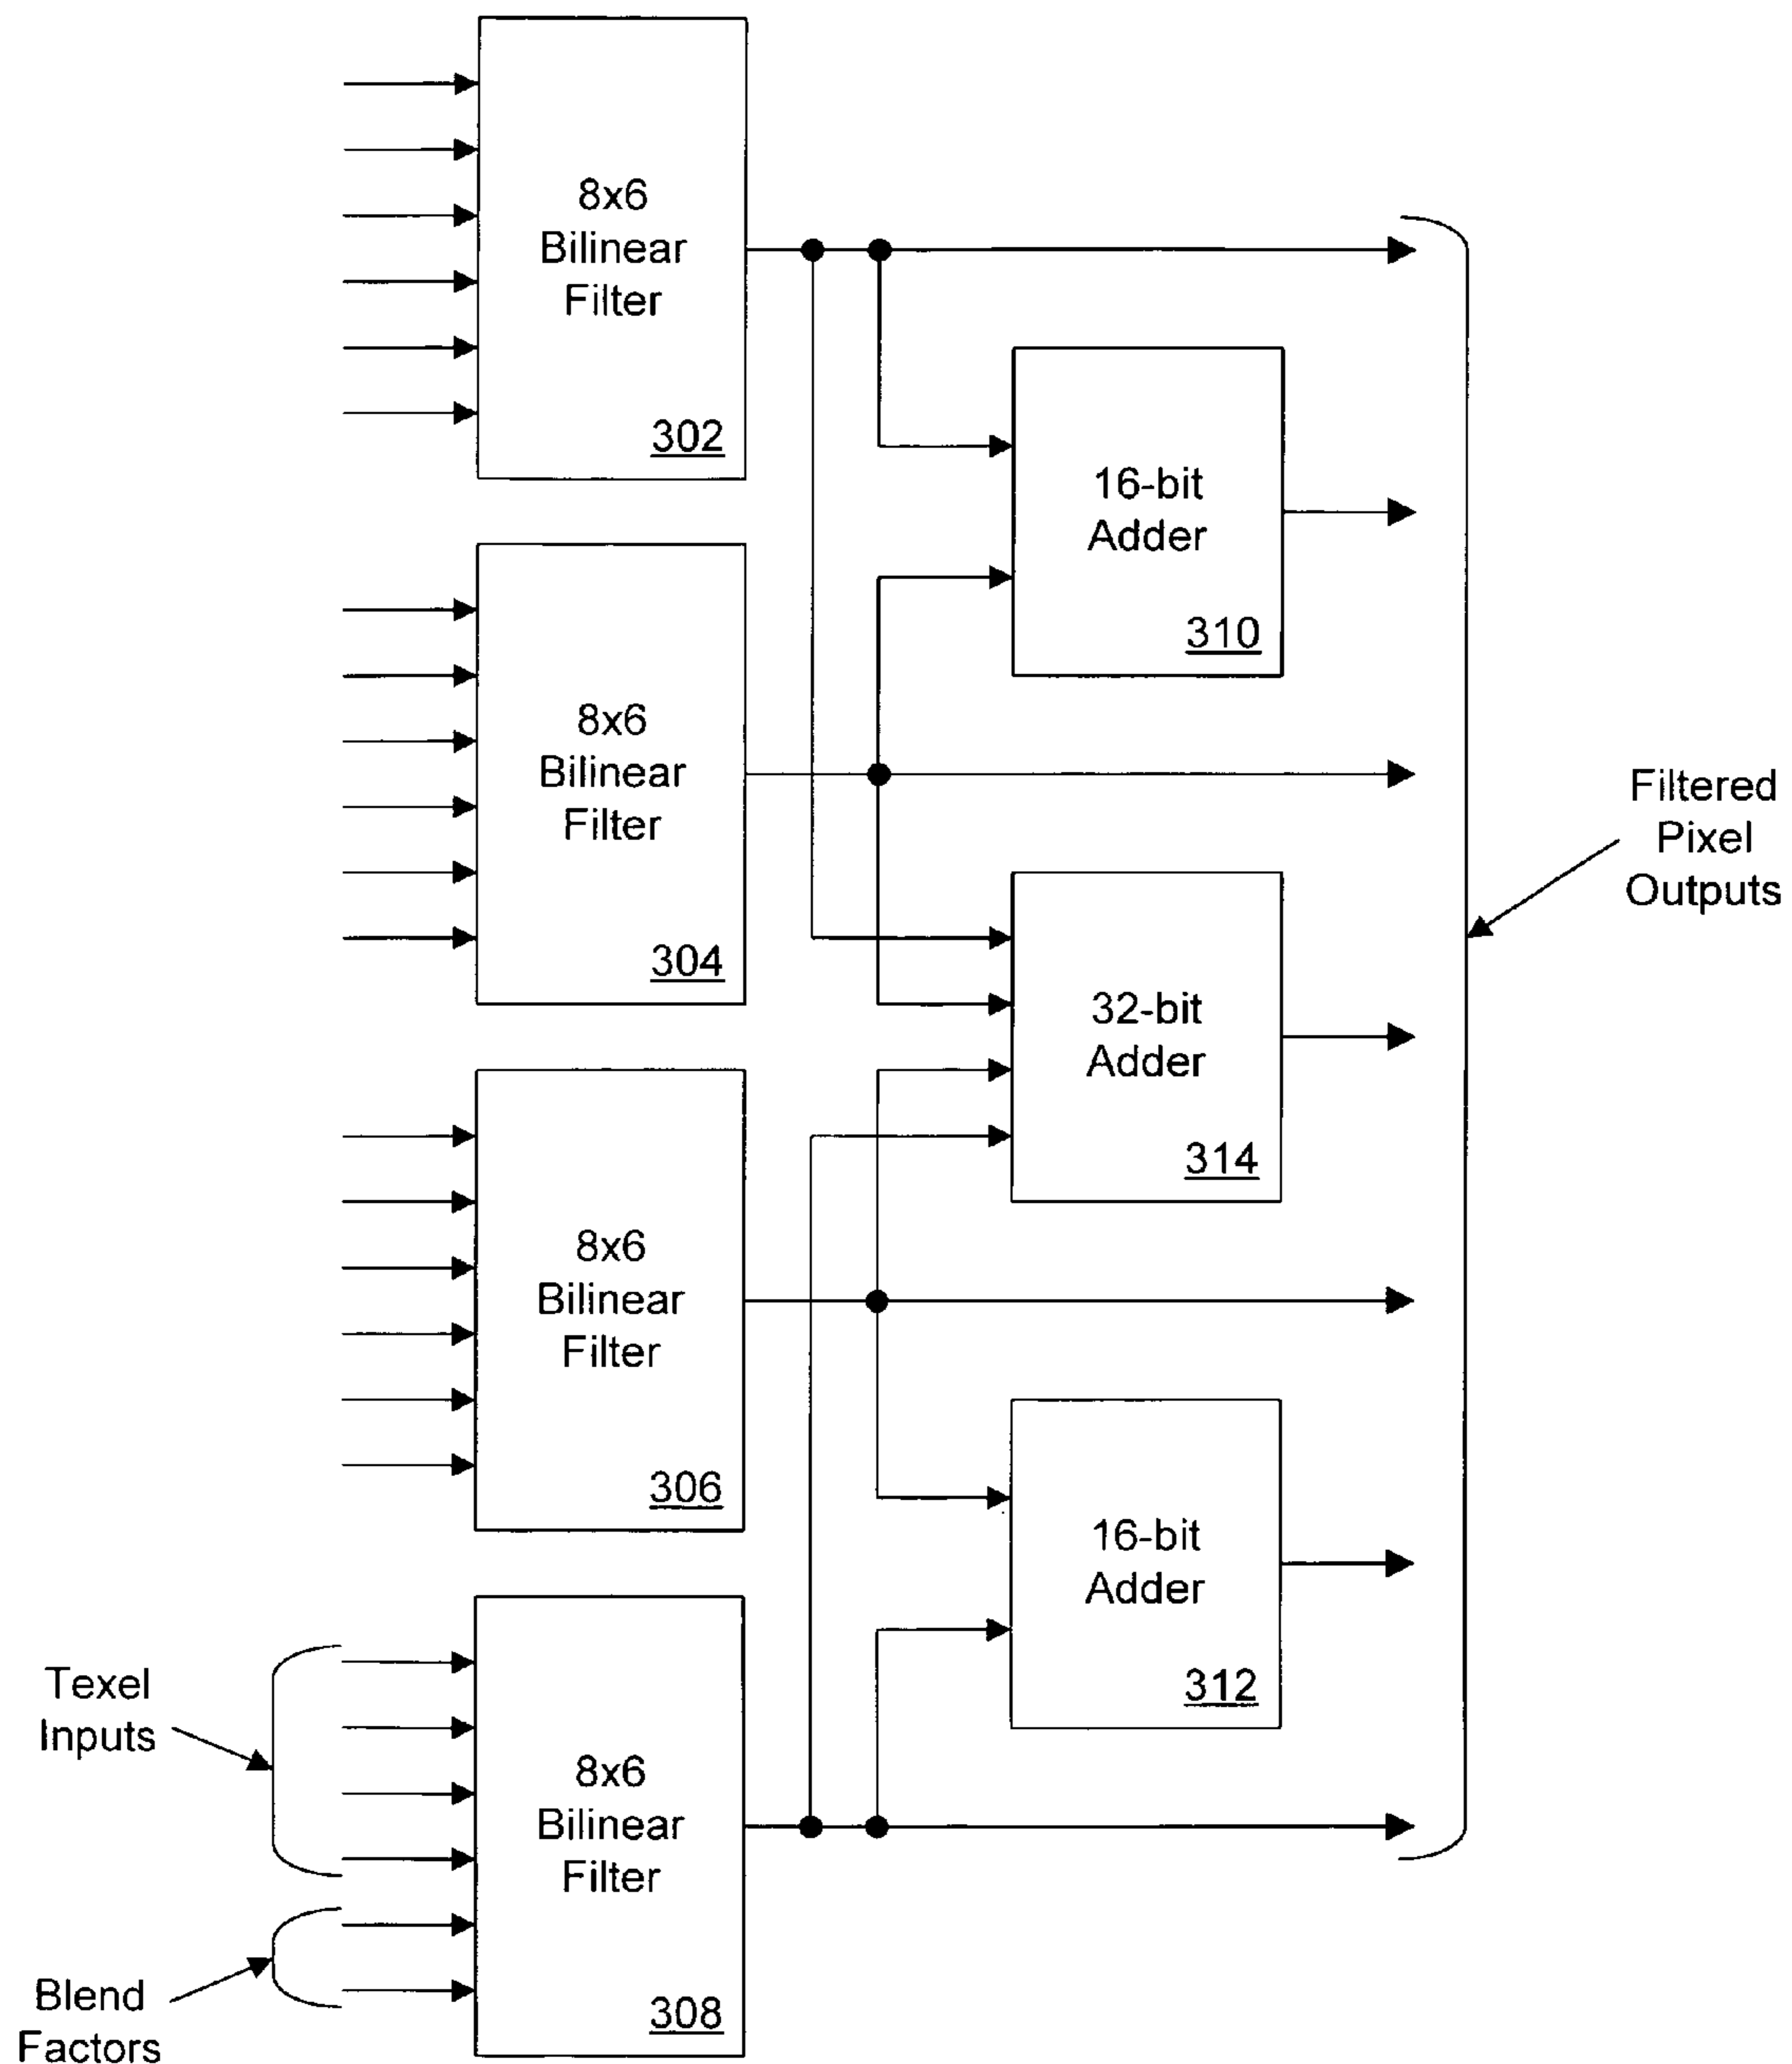 8x6
Bilinear
Filter
302
16-bit
Adder
310
8x6
Bilinear
Filter
304
Filtered
Pixel
Outputs
32-bit
Adder
314
8x6
Bilinear
Filter
306
16-bit
Adder
312
Texel
Inputs
8x6
Bilinear
Filter
308
Blend
Factors